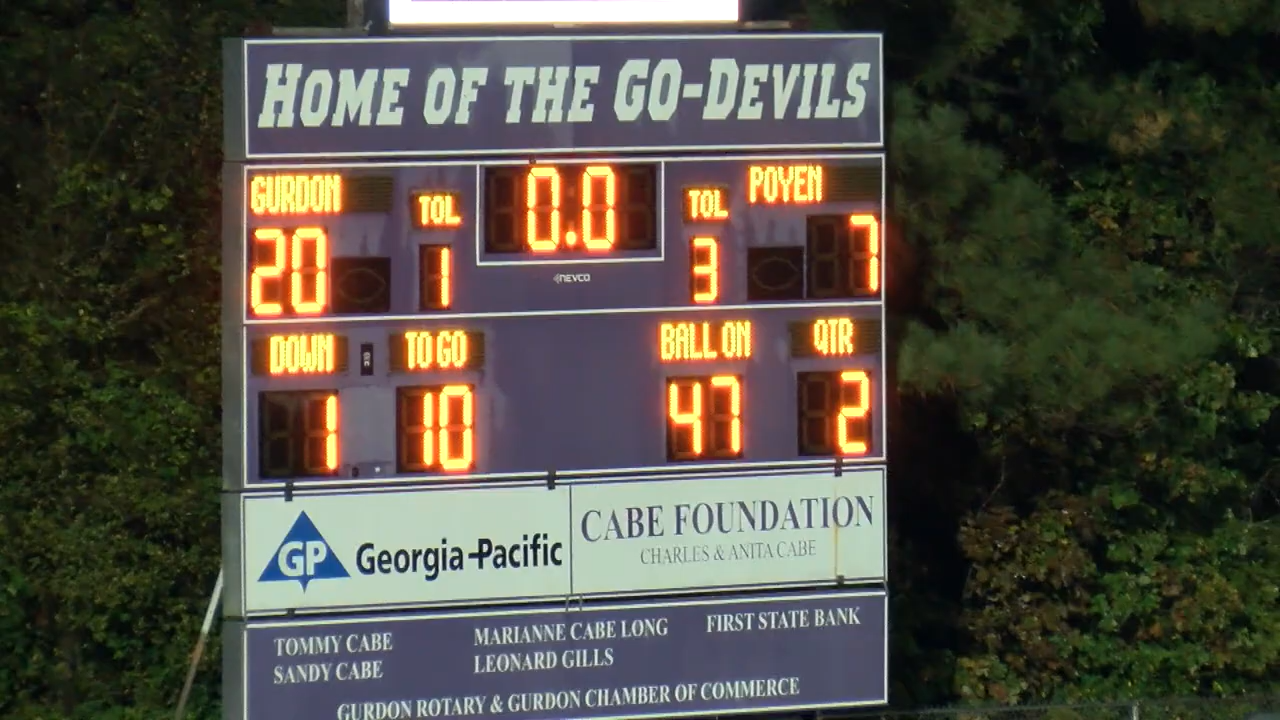 HOME OF THE GO-DEVILS
GURDON TOL 0.0 TOL POYEN
20 1 3 7
NEVCO
DOWN TO GO BALL ON QTR
1 10 47 2
GP Georgia-Pacific
CABE FOUNDATION
CHARLES & ANITA CABE
TOMMY CABE MARIANNE CABE LONG FIRST STATE BANK
SANDY CABE LEONARD GILLS
GURDON ROTARY & GURDON CHAMBER OF COMMERCE